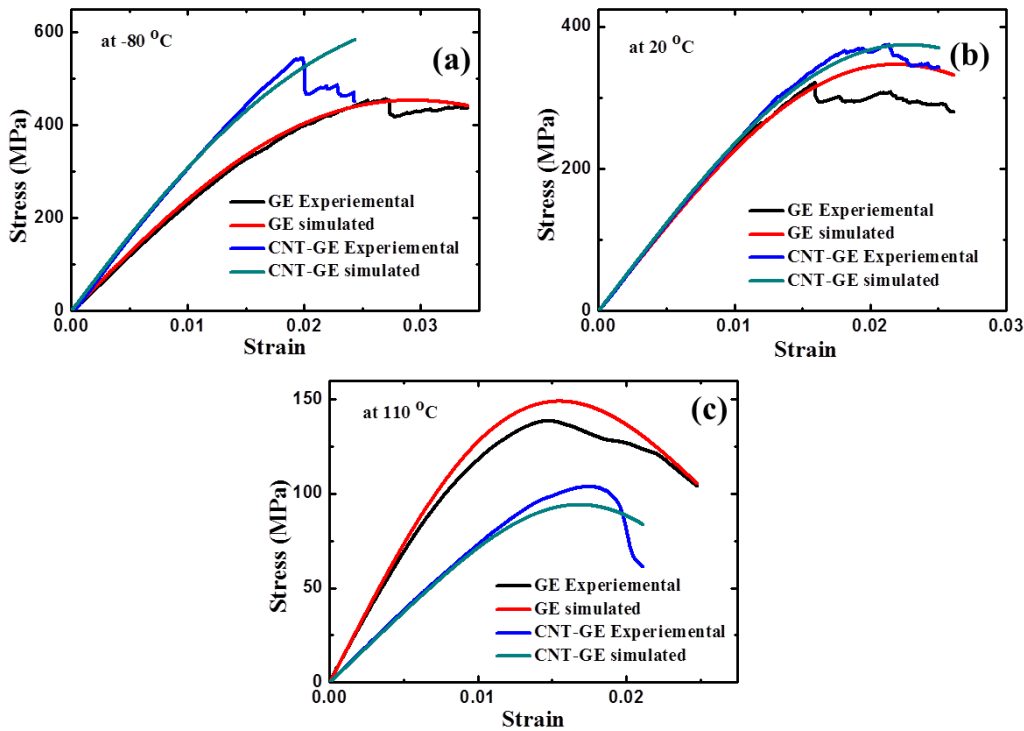 600
at -80 °C
(a)
400
Stress (MPa)
GE Experiemental
200
GE simulated
CNT-GE Experiemental
CNT-GE simulated
0
0.00
0.01
0.02
0.03
Strain
375
at 20 °C
(b)
250
Stress (MPa)
GE Experiemental
125
GE simulated
CNT-GE Experiemental
CNT-GE simulated
0
0.00
0.01
0.02
0.03
Strain
150
at 110 °C
(c)
100
Stress (MPa)
50
GE Experiemental
GE simulated
CNT-GE Experiemental
CNT-GE simulated
0
0.00
0.01
0.02
Strain